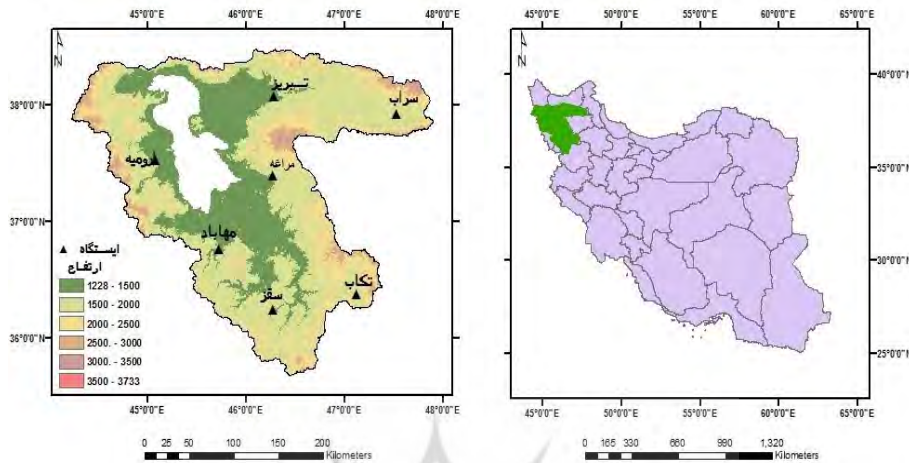 45°0'0"E 46°0'0"E 47°0'0"E 48°0'0"E
N
38°0'0"N
37°0'0"N
36°0'0"N
تبریز
سراب
رومیه
مراغه
مهاباد
تکاب
سقز
ایستگاه
ارتفاع
1228 - 1500
1500 - 2000
2000 - 2500
2500. - 3000
3000. - 3500
3500 - 3733
45°0'0"E 46°0'0"E 47°0'0"E 48°0'0"E
0 25 50 100 150 200
Kilometers
45°0'0"E 50°0'0"E 55°0'0"E 60°0'0"E 65°0'0"E
N
40°0'0"N
35°0'0"N
30°0'0"N
25°0'0"N
45°0'0"E 50°0'0"E 55°0'0"E 60°0'0"E 65°0'0"E
0 165 330 660 990 1,320
Kilometers